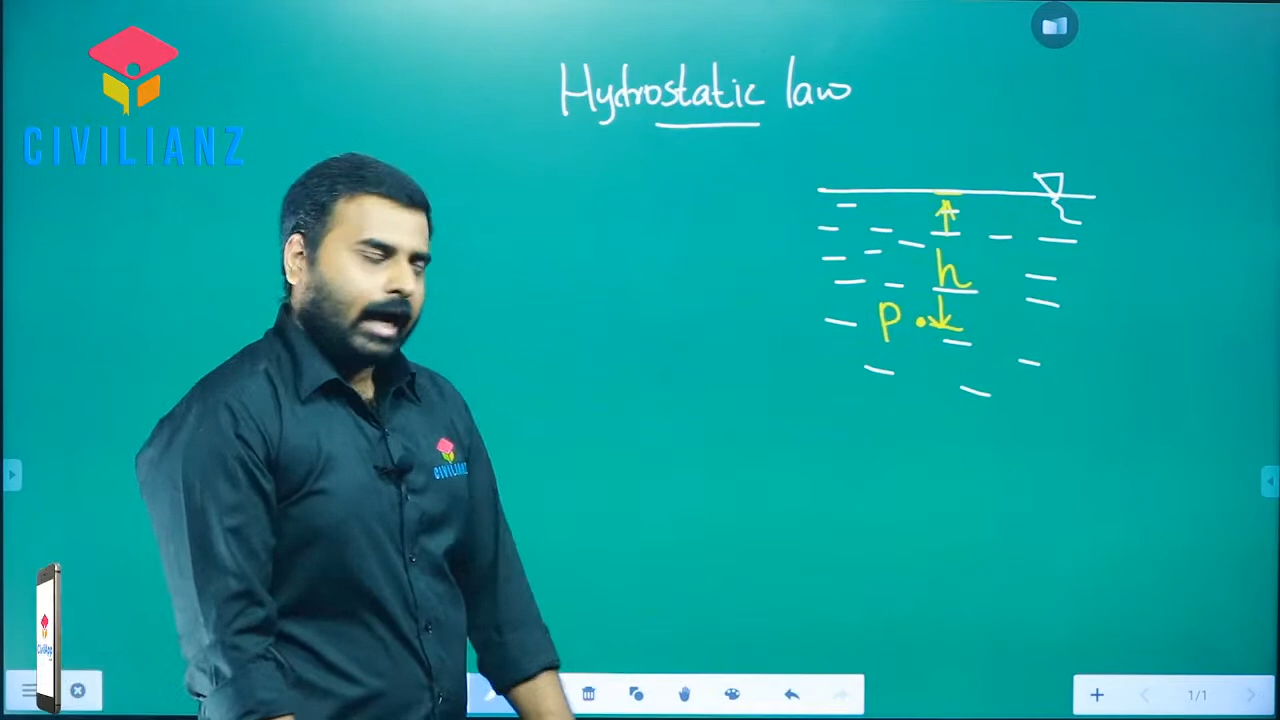 CIVILIANZ
Hydrostatic law
h
P
CIVILIANZ
1/1